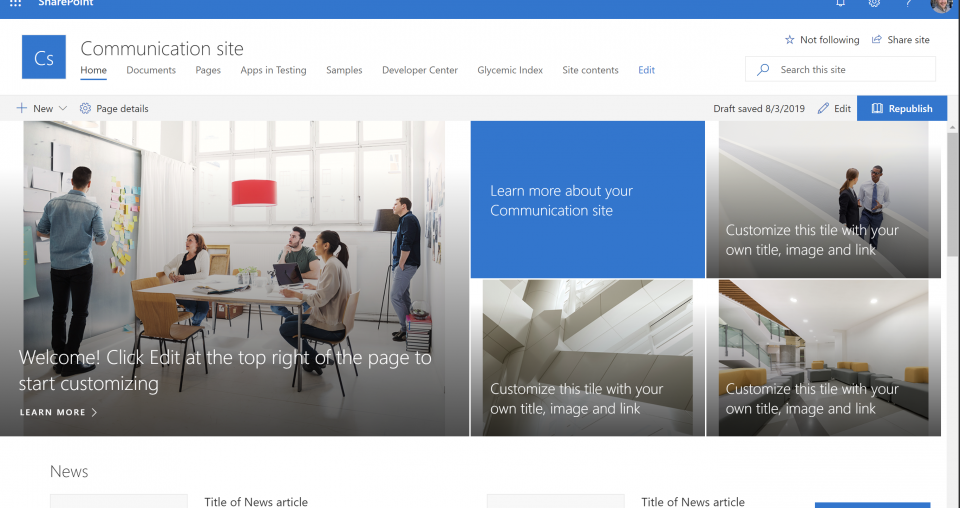 SharePoint
?
Cs
Communication site
Not following
Share site
Home Documents Pages Apps in Testing Samples Developer Center Glycemic Index Site contents Edit
Search this site
New
Page details
Draft saved 8/3/2019
Edit
Republish
Welcome! Click Edit at the top right of the page to
start customizing
LEARN MORE
Learn more about your
Communication site
Customize this tile with your
own title, image and link
Customize this tile with your
own title, image and link
Customize this tile with your
own title, image and link
News
Title of News article
Title of News article